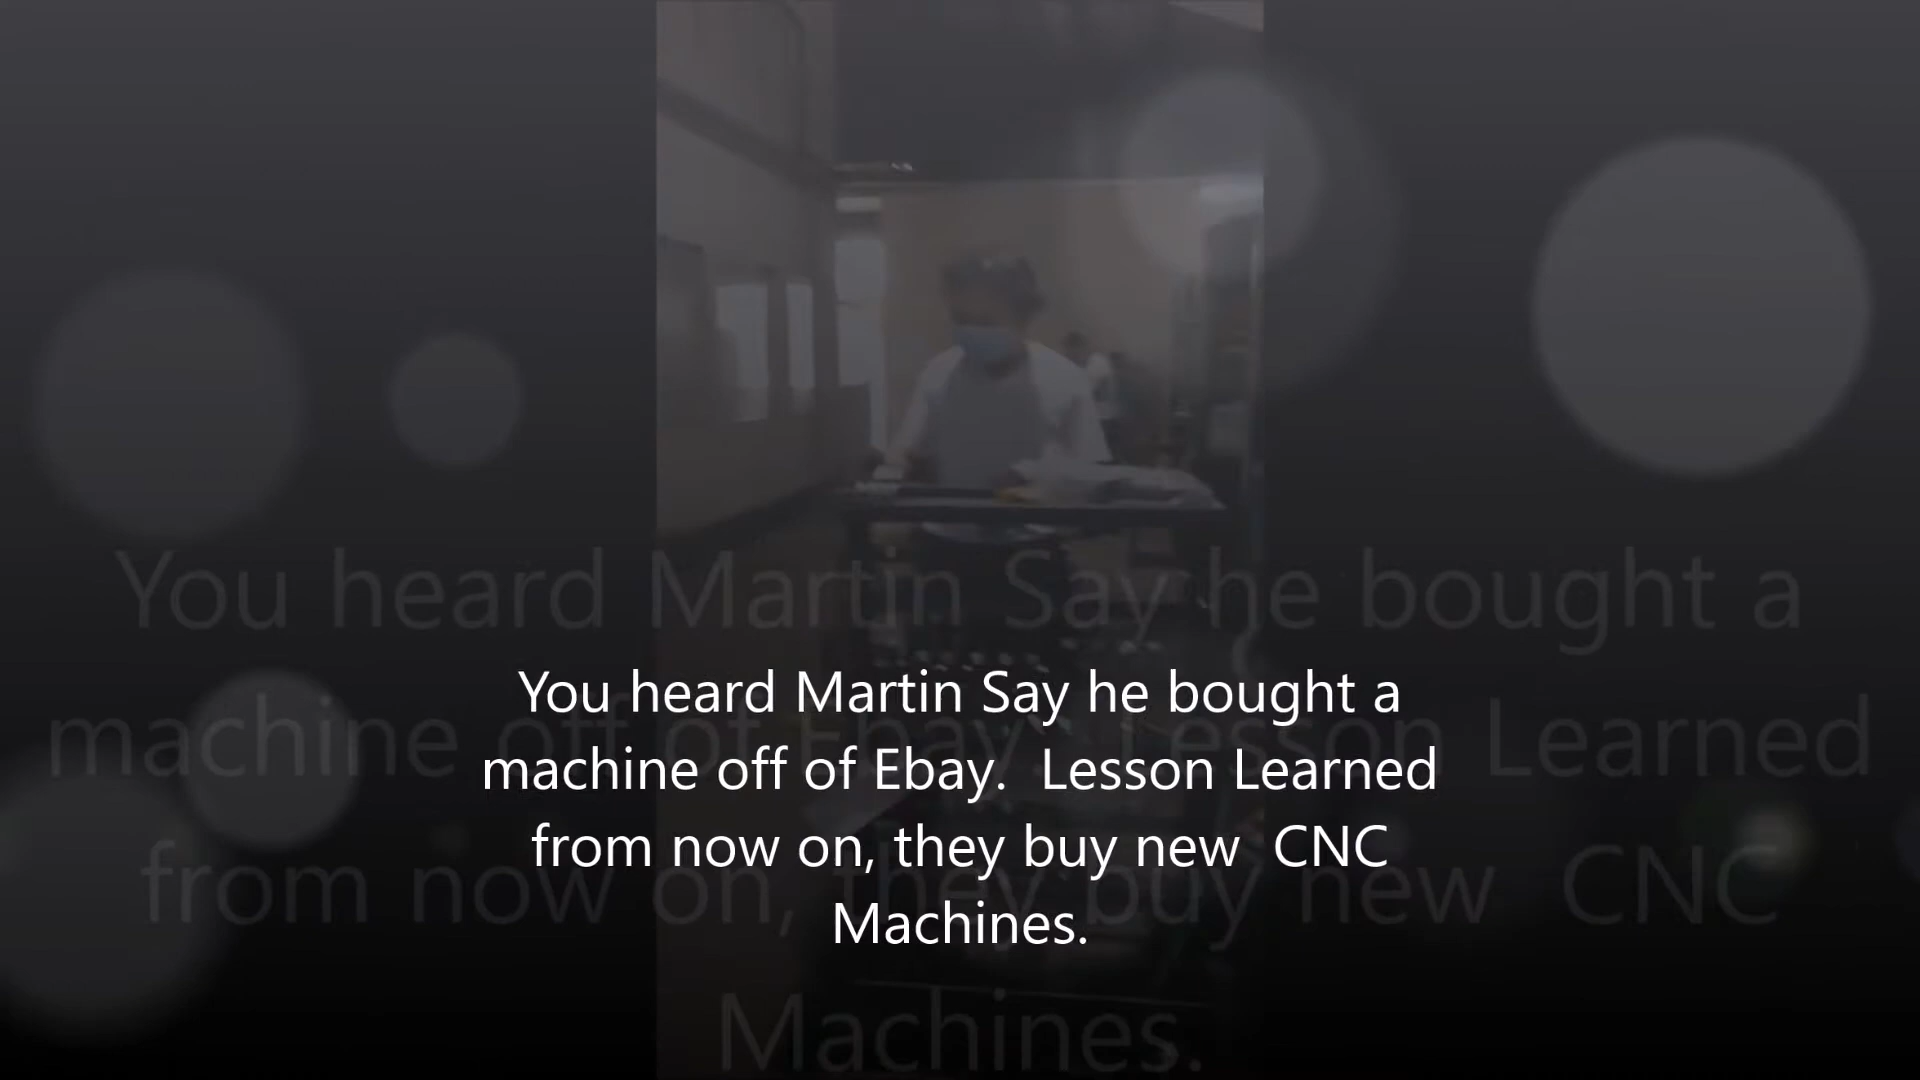 You heard Martin Say he bought a
machine off of Ebay.  Lesson Learned
from now on, they buy new  CNC
Machines.